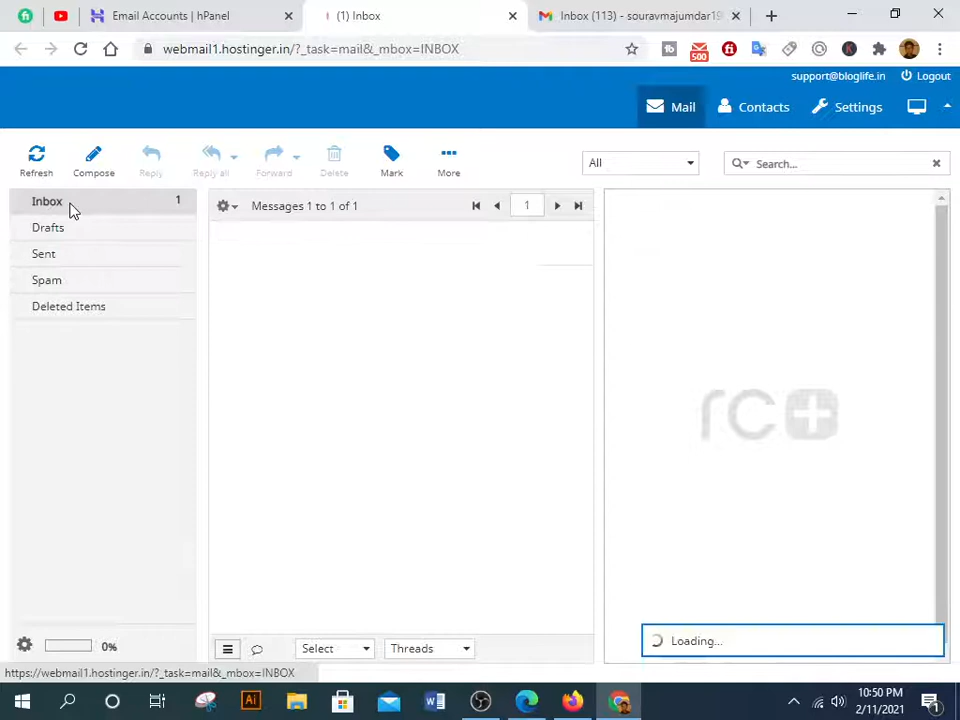 Email Accounts | hPanel
(1) Inbox
Inbox (113) - souravmajumdar19
webmail1.hostinger.in/?_task=mail&_mbox=INBOX
500
support@bloglife.in
Logout
Mail
Contacts
Settings
Refresh
Compose
Reply
Reply all
Forward
Delete
Mark
More
All
Search...
Inbox
1
Drafts
Sent
Spam
Deleted Items
Messages 1 to 1 of 1
1
rc
Loading...
0%
Select
Threads
https://webmail1.hostinger.in/?_task=mail&_mbox=INBOX
10:50 PM
2/11/2021